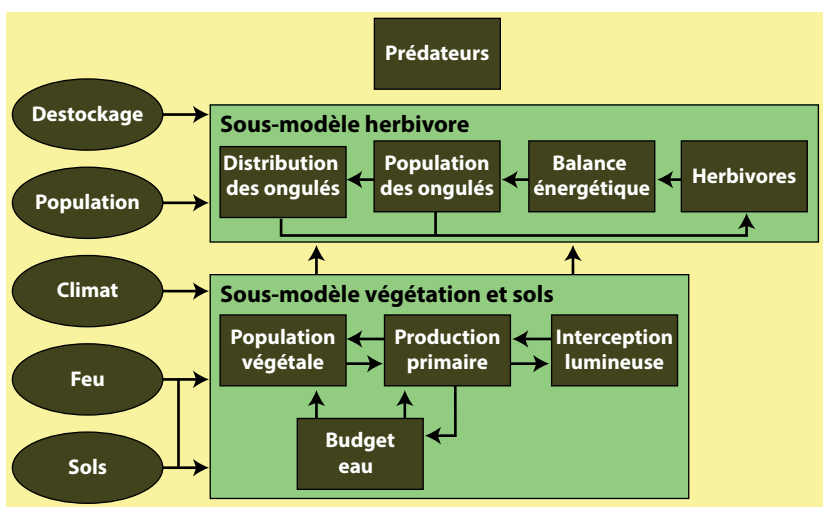 Prédateurs
Destockage
Sous-modèle herbivore
Distribution
des ongulés
Population
des ongulés
Balance
énergétique
Herbivores
Population
Climat
Sous-modèle végétation et sols
Population
végétale
Production
primaire
Interception
lumineuse
Feu
Budget
eau
Sols